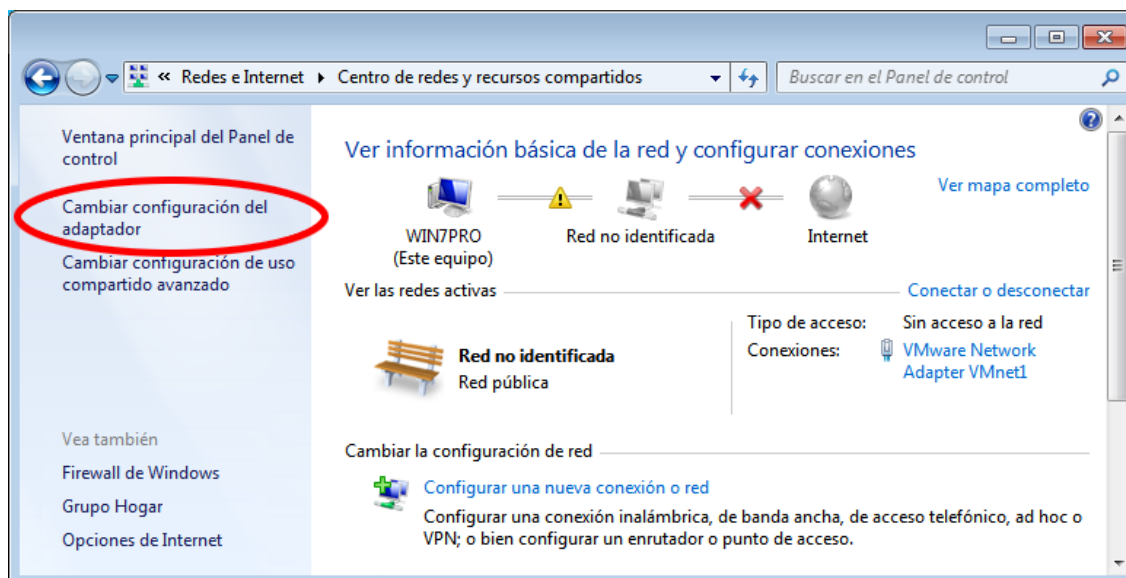 « Redes e Internet ▸ Centro de redes y recursos compartidos
Buscar en el Panel de control
Ventana principal del Panel de
control
Cambiar configuración del
adaptador
Cambiar configuración de uso
compartido avanzado
Vea también
Firewall de Windows
Grupo Hogar
Opciones de Internet
Ver información básica de la red y configurar conexiones
Ver mapa completo
WIN7PRO
(Este equipo)
Red no identificada
Internet
Ver las redes activas
Conectar o desconectar
Red no identificada
Red pública
Tipo de acceso: Sin acceso a la red
Conexiones: VMware Network
Adapter VMnet1
Cambiar la configuración de red
Configurar una nueva conexión o red
Configurar una conexión inalámbrica, de banda ancha, de acceso telefónico, ad hoc o
VPN; o bien configurar un enrutador o punto de acceso.